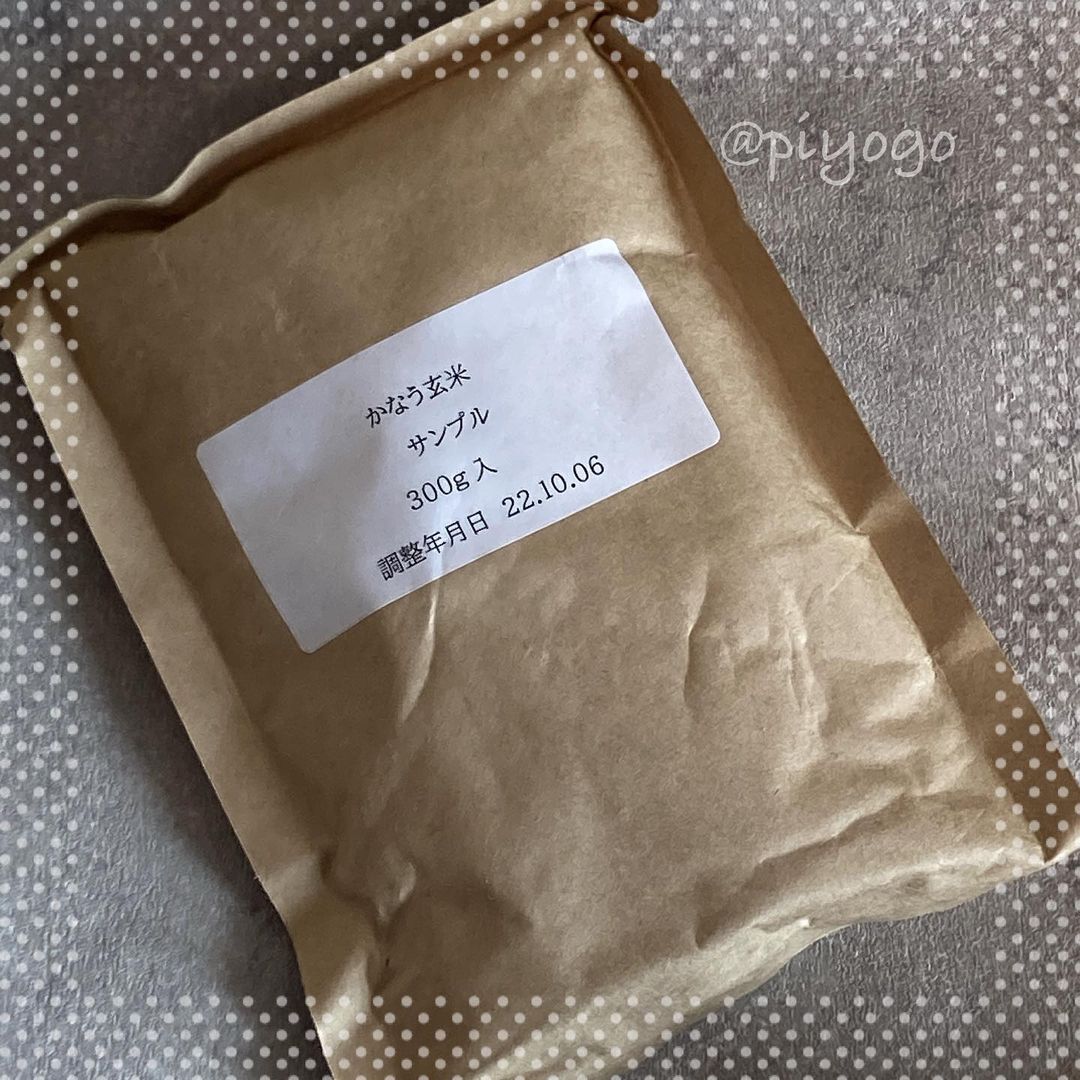 @piyogo
かなう玄米
サンプル
300g入
調整年月日 22.10.06